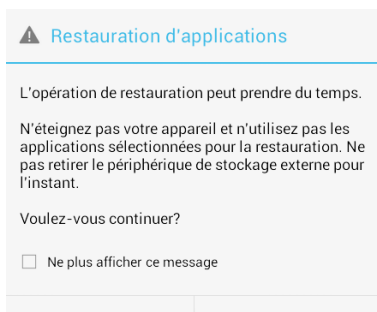 Restauration d'applications
L'opération de restauration peut prendre du temps.
N'éteignez pas votre appareil et n'utilisez pas les
applications sélectionnées pour la restauration. Ne
pas retirer le périphérique de stockage externe pour
l'instant.
Voulez-vous continuer?
Ne plus afficher ce message